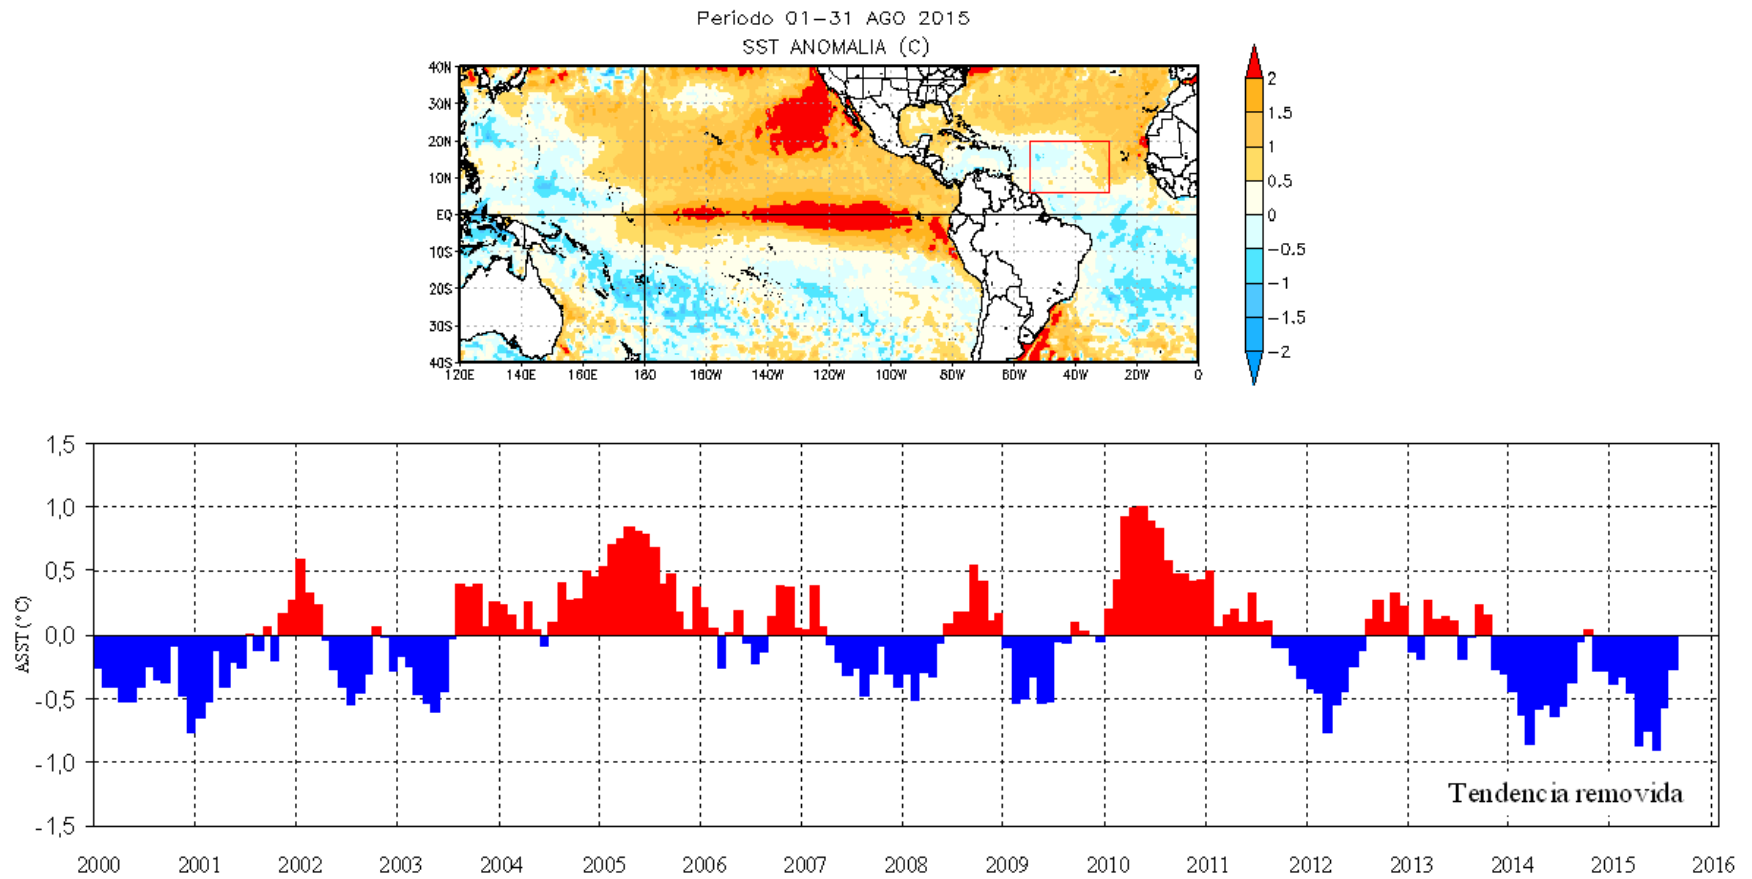 Período 01-31 AGO 2015
SST ANOMALIA (C)
40N
30N
20N
10N
EQ
10S
20S
30S
40S
120E 140E 160E 180 160W 140W 120W 100W 80W 60W 40W 20W 0
2
1.5
1
0.5
0
-0.5
-1
-1.5
-2
1,5
1,0
0,5
0,0
-0,5
-1,0
-1,5
ASST (°C)
Tendencia removida
2000 2001 2002 2003 2004 2005 2006 2007 2008 2009 2010 2011 2012 2013 2014 2015 2016